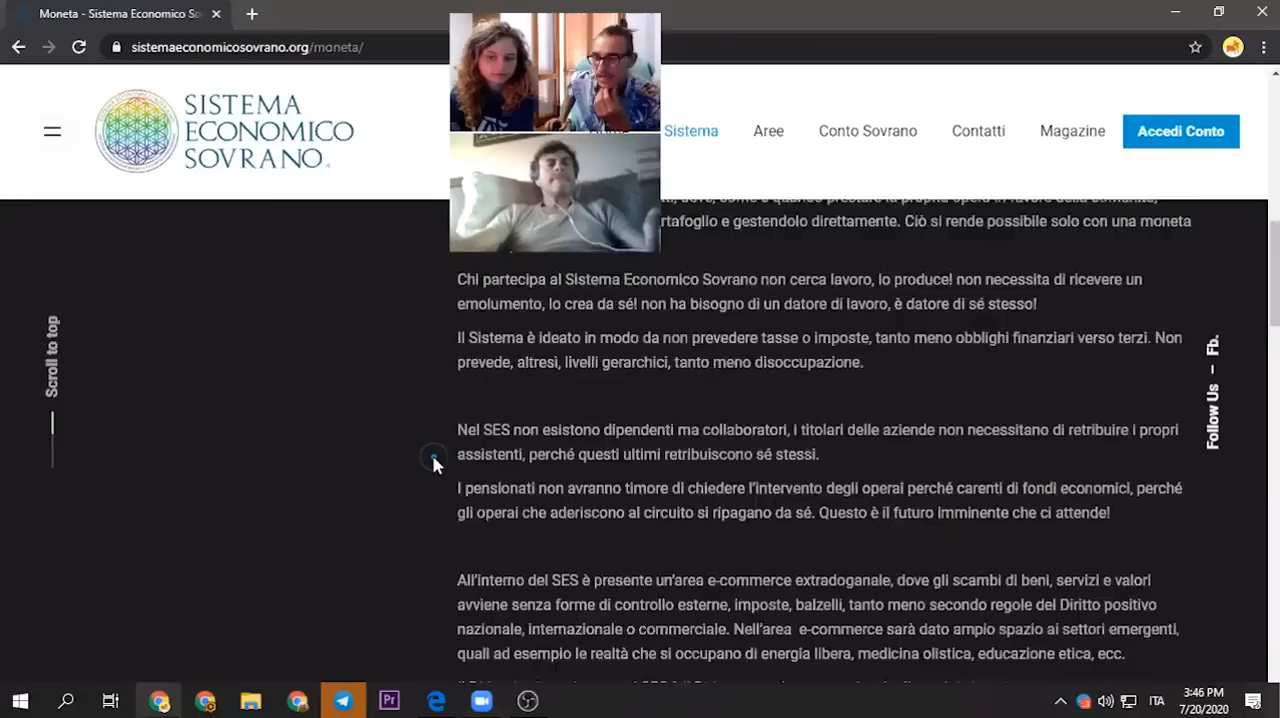 Moneta - Sistema Economico So
sistemaeconomicosovrano.org/moneta/
SISTEMA
ECONOMICO
SOVRANO
Sistema
Aree
Conto Sovrano
Contatti
Magazine
Accedi Conto
rtafoglio e gestendolo direttamente. Ciò si rende possibile solo con una moneta
Chi partecipa al Sistema Economico Sovrano non cerca lavoro, lo produce! non necessita di ricevere un
emolumento, lo crea da sé! non ha bisogno di un datore di lavoro, è datore di sé stesso!
Il Sistema è ideato in modo da non prevedere tasse o imposte, tanto meno obblighi finanziari verso terzi. Non
prevede, altresì, livelli gerarchici, tanto meno disoccupazione.
Nel SES non esistono dipendenti ma collaboratori, i titolari delle aziende non necessitano di retribuire i propri
assistenti, perché questi ultimi retribuiscono sé stessi.
I pensionati non avranno timore di chiedere l'intervento degli operai perché carenti di fondi economici, perché
gli operai che aderiscono al circuito si ripagano da sé. Questo è il futuro imminente che ci attende!
All'interno del SES è presente un'area e-commerce extradoganale, dove gli scambi di beni, servizi e valori
avviene senza forme di controllo esterne, imposte, balzelli, tanto meno secondo regole del Diritto positivo
nazionale, internazionale o commerciale. Nell'area e-commerce sarà dato ampio spazio ai settori emergenti,
quali ad esempio le realtà che si occupano di energia libera, medicina olistica, educazione etica, ecc.
Scroll to top
Follow Us – Fb.
Pr
ITA
3:46 PM
7/20/2020